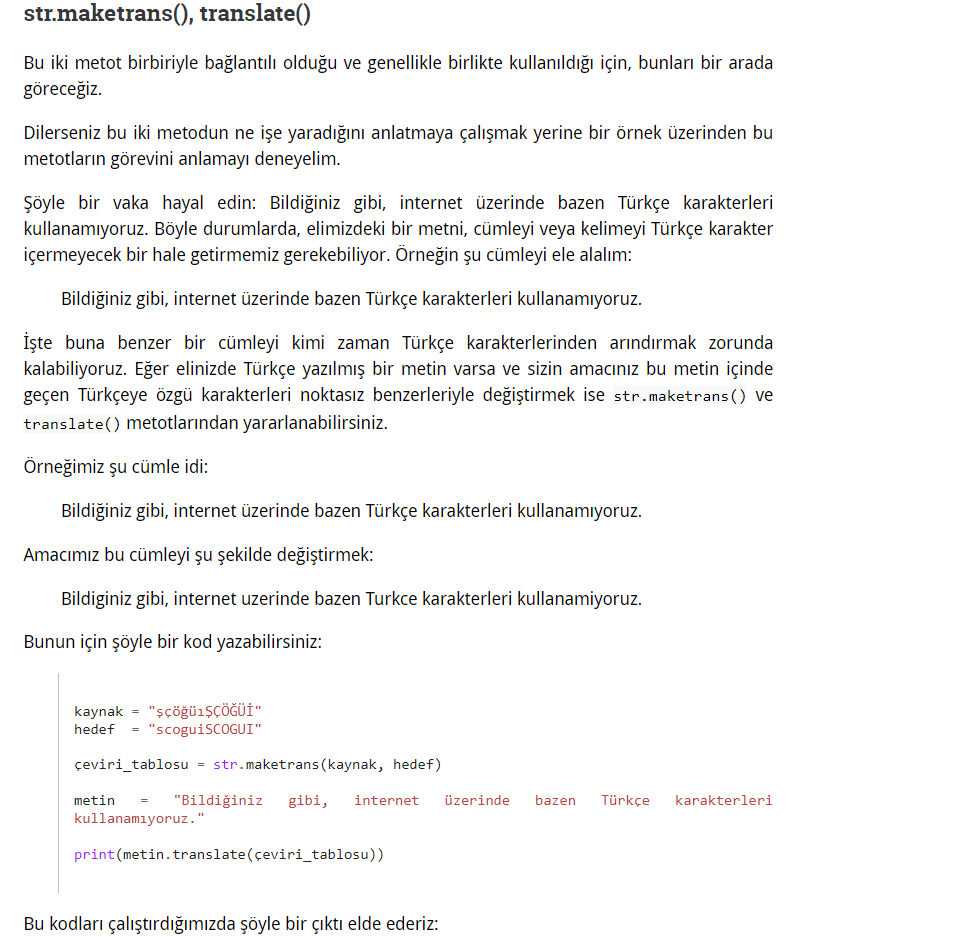 str.maketrans(), translate()
Bu iki metot birbiriyle bağlantılı olduğu ve genellikle birlikte kullanıldığı için, bunları bir arada
göreceğiz.
Dilerseniz bu iki metodun ne işe yaradığını anlatmaya çalışmak yerine bir örnek üzerinden bu
metotların görevini anlamayı deneyelim.
Şöyle bir vaka hayal edin: Bildiğiniz gibi, internet üzerinde bazen Türkçe karakterleri
kullanamıyoruz. Böyle durumlarda, elimizdeki bir metni, cümleyi veya kelimeyi Türkçe karakter
içermeyecek bir hale getirmemiz gerekebiliyor. Örneğin şu cümleyi ele alalım:
Bildiğiniz gibi, internet üzerinde bazen Türkçe karakterleri kullanamıyoruz.
İşte buna benzer bir cümleyi kimi zaman Türkçe karakterlerinden arındırmak zorunda
kalabiliyoruz. Eğer elinizde Türkçe yazılmış bir metin varsa ve sizin amacınız bu metin içinde
geçen Türkçeye özgü karakterleri noktasız benzerleriyle değiştirmek ise str.maketrans() ve
translate() metotlarından yararlanabilirsiniz.
Örneğimiz şu cümle idi:
Bildiğiniz gibi, internet üzerinde bazen Türkçe karakterleri kullanamıyoruz.
Amacımız bu cümleyi şu şekilde değiştirmek:
Bildiginiz gibi, internet uzerinde bazen Turkce karakterleri kullanamiyoruz.
Bunun için şöyle bir kod yazabilirsiniz:
kaynak = "şçöğüıŞÇÖĞÜİ"
hedef  = "scoguiSCOGUI"
çeviri_tablosu = str.maketrans(kaynak, hedef)
metin = "Bildiğiniz gibi, internet üzerinde bazen Türkçe karakterleri
kullanamıyoruz."
print(metin.translate(çeviri_tablosu))
Bu kodları çalıştırdığımızda şöyle bir çıktı elde ederiz: